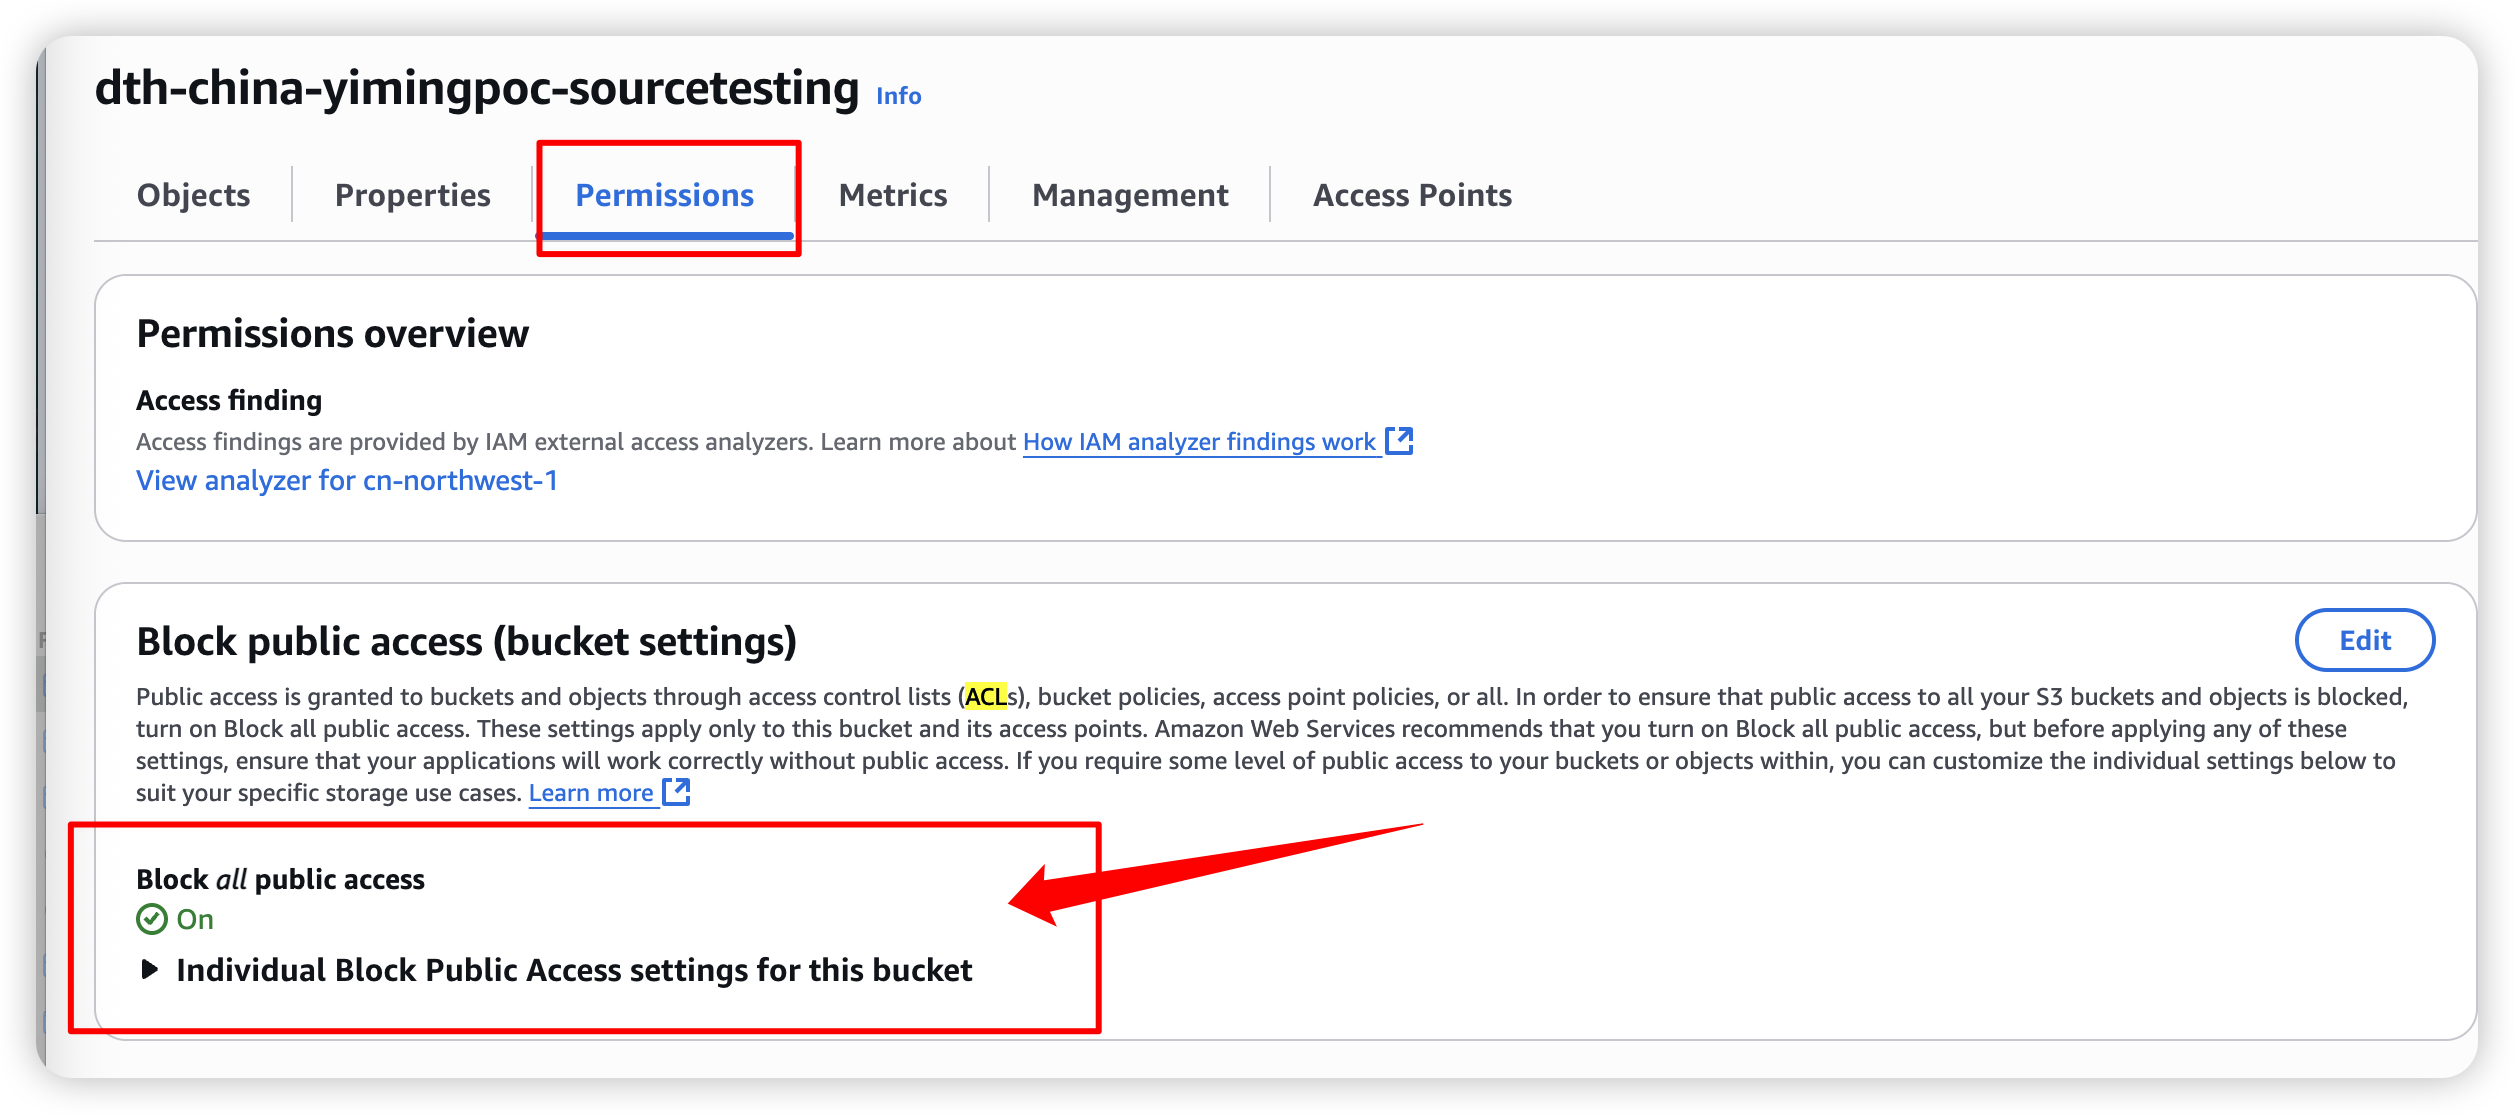 dth-china-yimingpoc-sourcetesting Info
Objects Properties Permissions Metrics Management Access Points
Permissions overview
Access finding
Access findings are provided by IAM external access analyzers. Learn more about How IAM analyzer findings work
View analyzer for cn-northwest-1
Block public access (bucket settings)
Edit
Public access is granted to buckets and objects through access control lists (ACLs), bucket policies, access point policies, or all. In order to ensure that public access to all your S3 buckets and objects is blocked,
turn on Block all public access. These settings apply only to this bucket and its access points. Amazon Web Services recommends that you turn on Block all public access, but before applying any of these
settings, ensure that your applications will work correctly without public access. If you require some level of public access to your buckets or objects within, you can customize the individual settings below to
suit your specific storage use cases. Learn more
Block all public access
On
Individual Block Public Access settings for this bucket